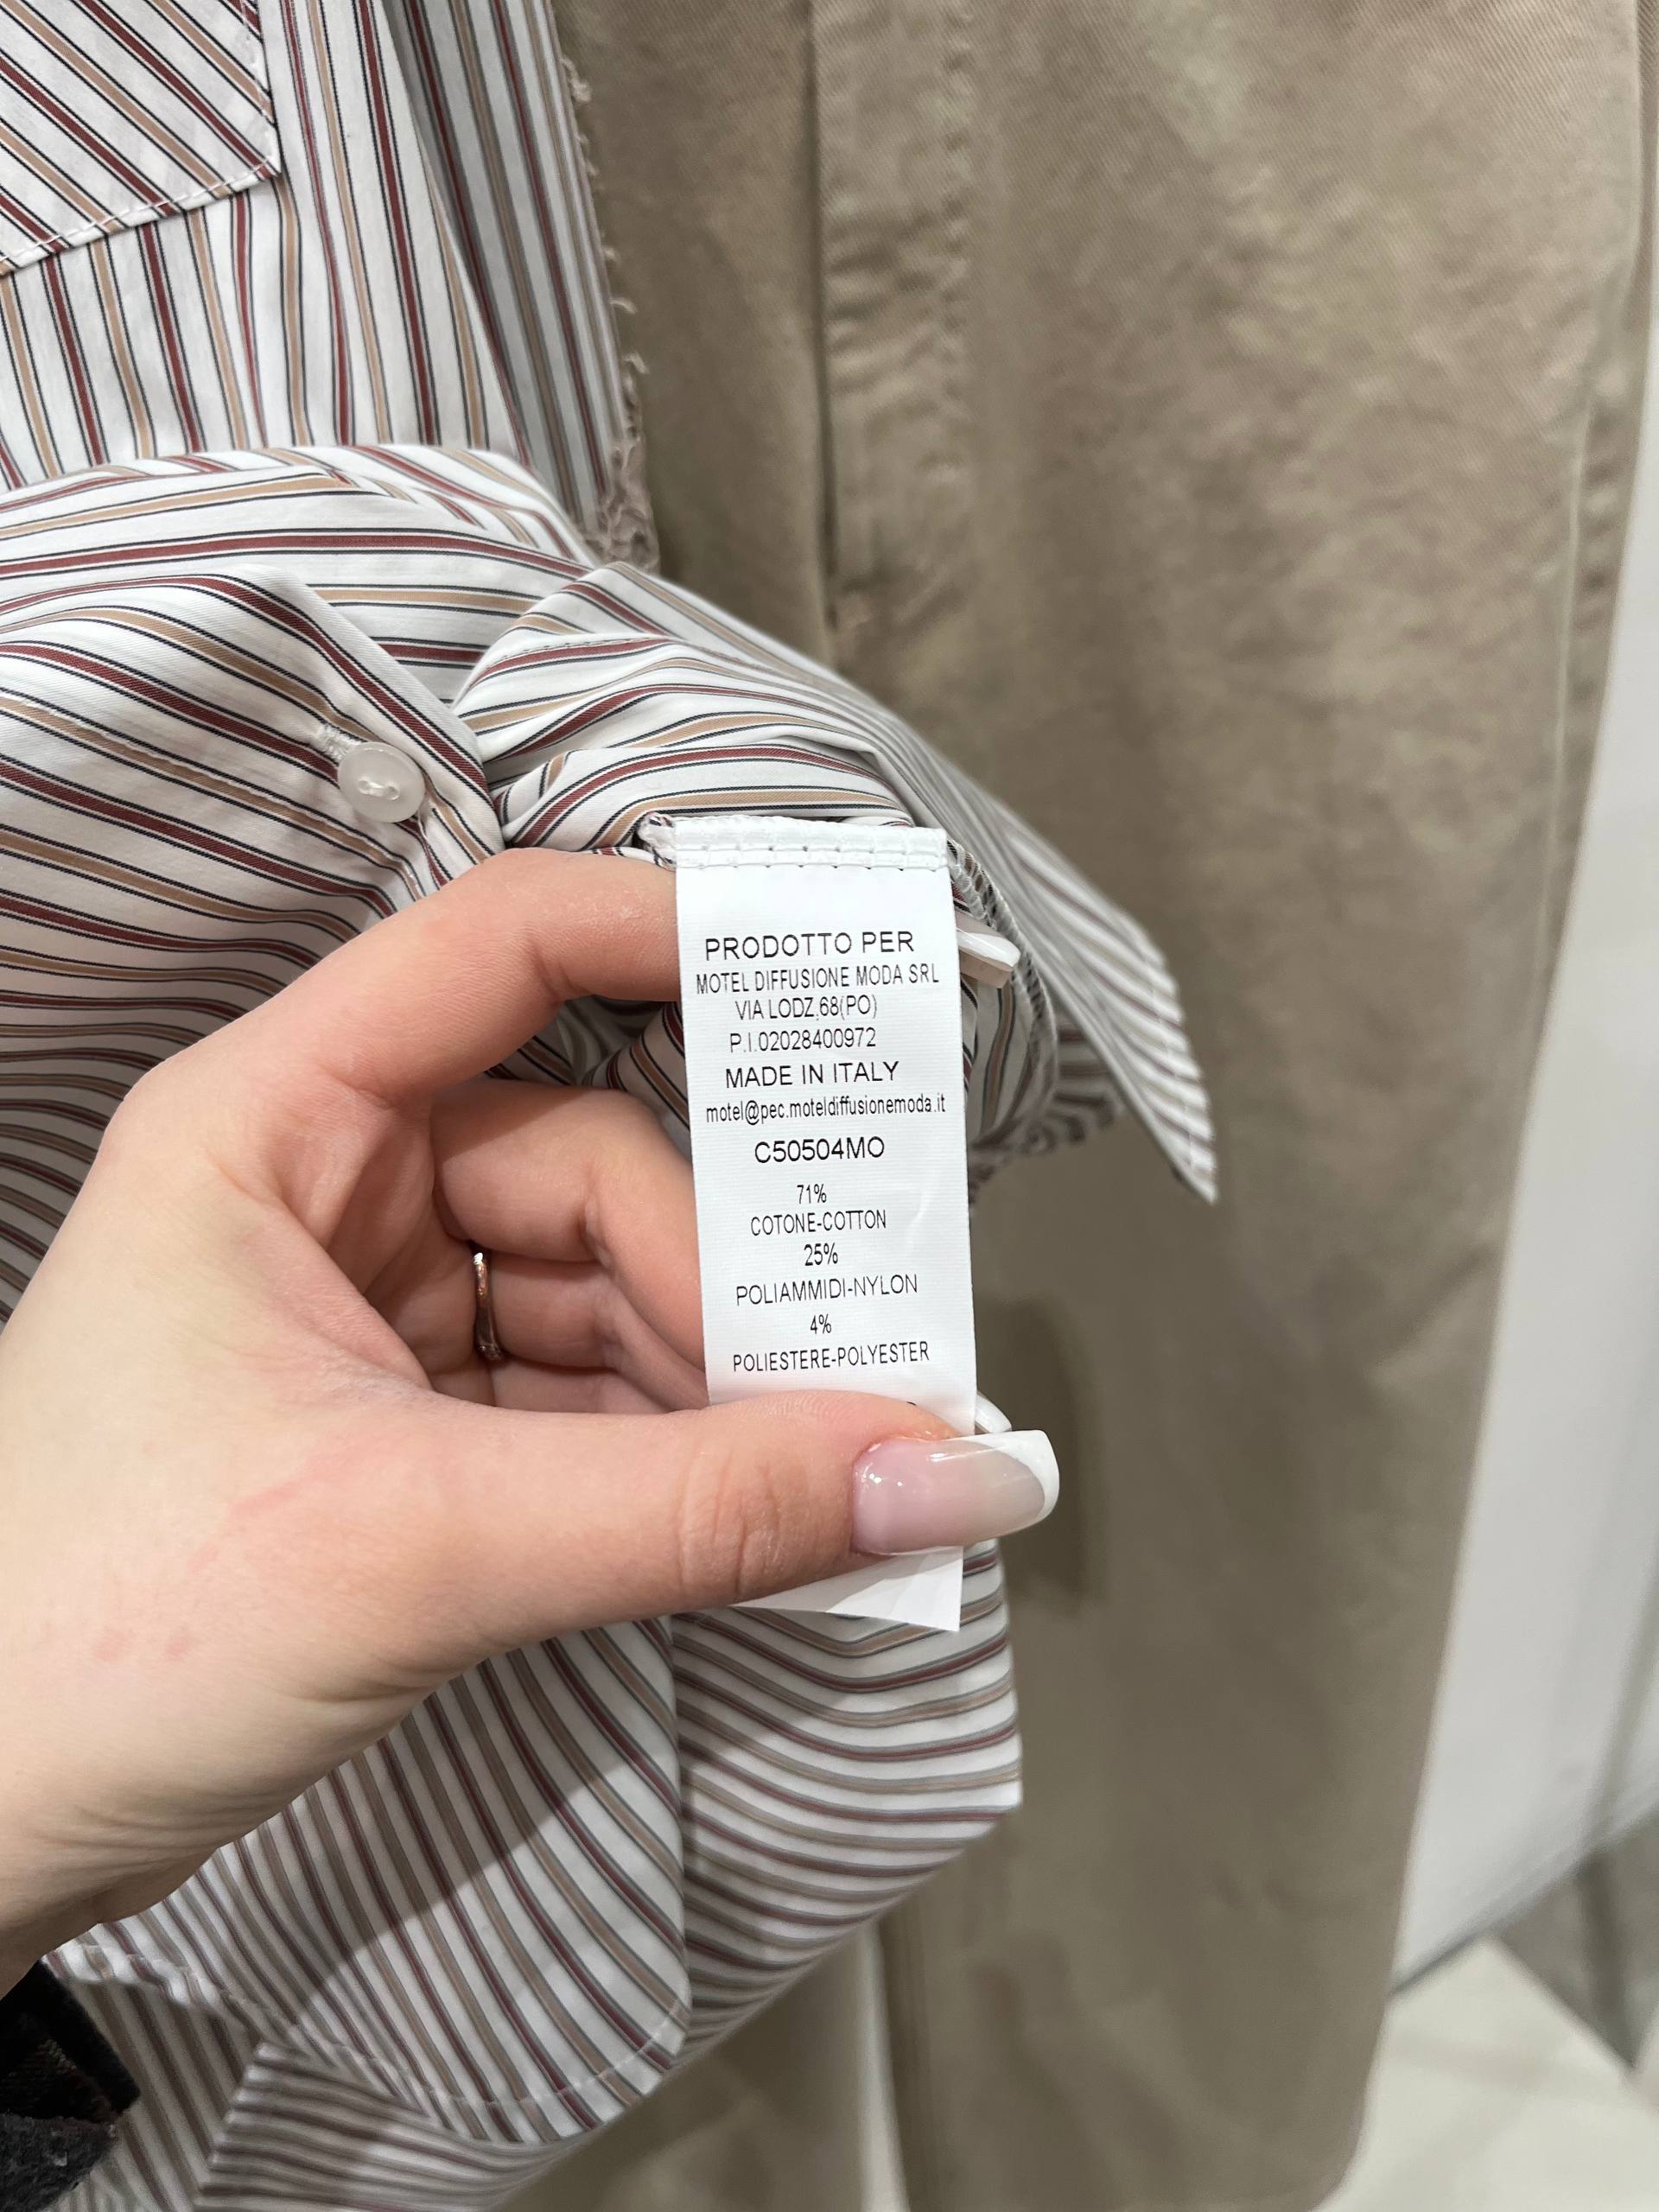 PRODOTTO PER
MOTEL DIFFUSIONE MODA SRL
VIA LODZ,68(PO)
P.I.02028400972
MADE IN ITALY
motel@pec.moteldiffusionemoda.it
C50504MO
71%
COTONE-COTTON
25%
POLIAMMIDI-NYLON
4%
POLIESTERE-POLYESTER